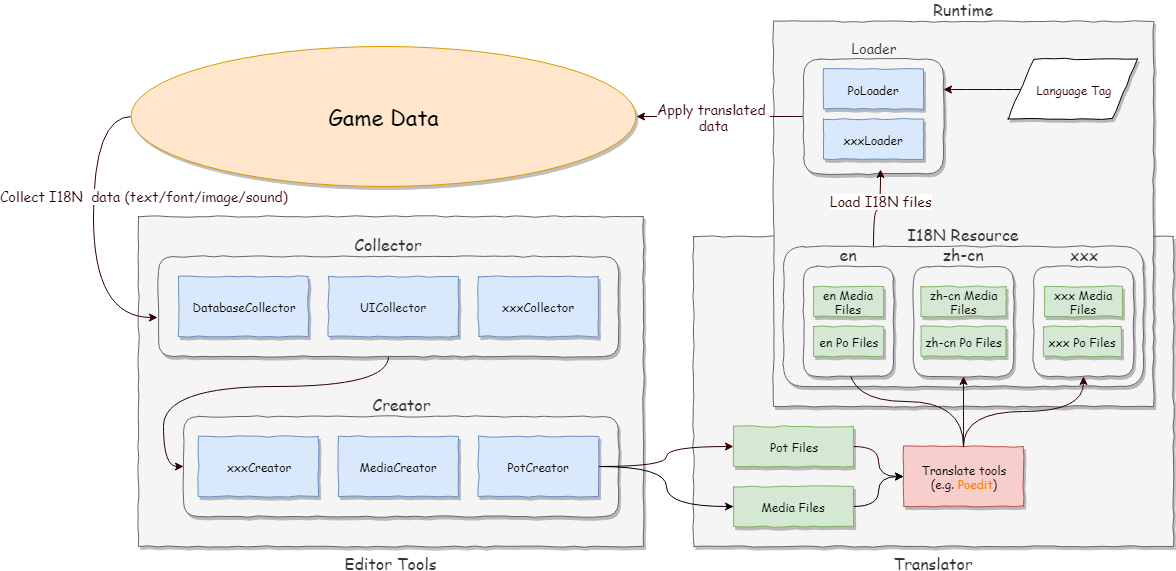 Runtime
Loader
PoLoader
Language Tag
xxxLoader
Game Data
Apply translated
data
Collect I18N  data (text/font/image/sound)
Load I18N files
Collector
DatabaseCollector
UICollector
xxxCollector
I18N Resource
en
zh-cn
xxx
en Media
Files
zh-cn Media
Files
xxx Media
Files
en Po Files
zh-cn Po Files
xxx Po Files
Creator
xxxCreator
MediaCreator
PotCreator
Pot Files
Media Files
Translate tools
(e.g. Poedit)
Editor Tools
Translator